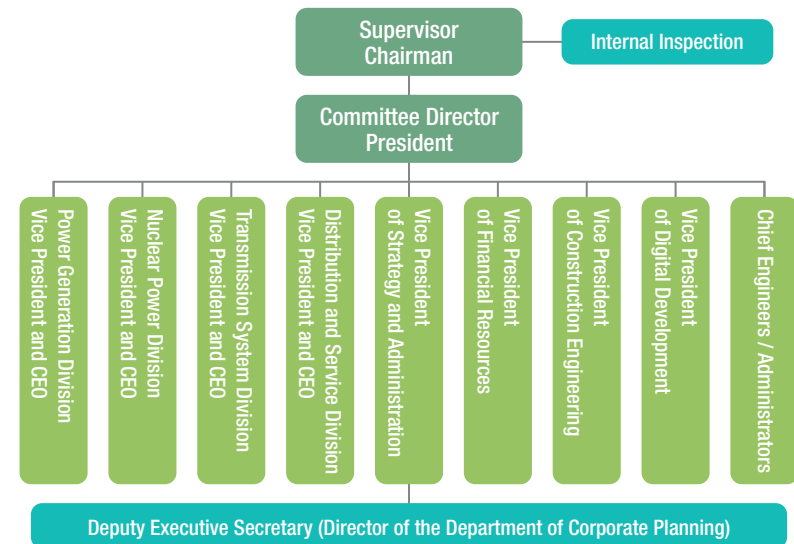 Supervisor
Chairman
Internal Inspection
Committee Director
President
Power Generation Division
Vice President and CEO
Nuclear Power Division
Vice President and CEO
Transmission System Division
Vice President and CEO
Distribution and Service Division
Vice President and CEO
Vice President
of Strategy and Administration
Vice President
of Financial Resources
Vice President
of Construction Engineering
Vice President
of Digital Development
Chief Engineers / Administrators
Deputy Executive Secretary (Director of the Department of Corporate Planning)